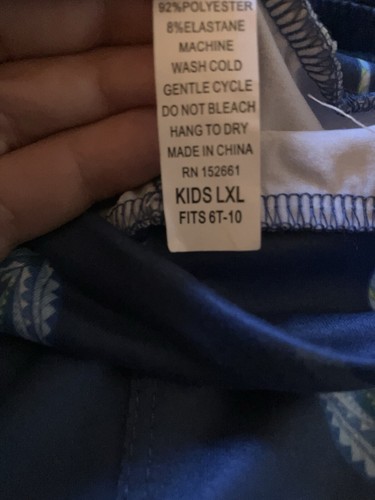 92%POLYESTER
8%ELASTANE
MACHINE
WASH COLD
GENTLE CYCLE
DO NOT BLEACH
HANG TO DRY
MADE IN CHINA
RN 152661
KIDS LXL
FITS 6T-10